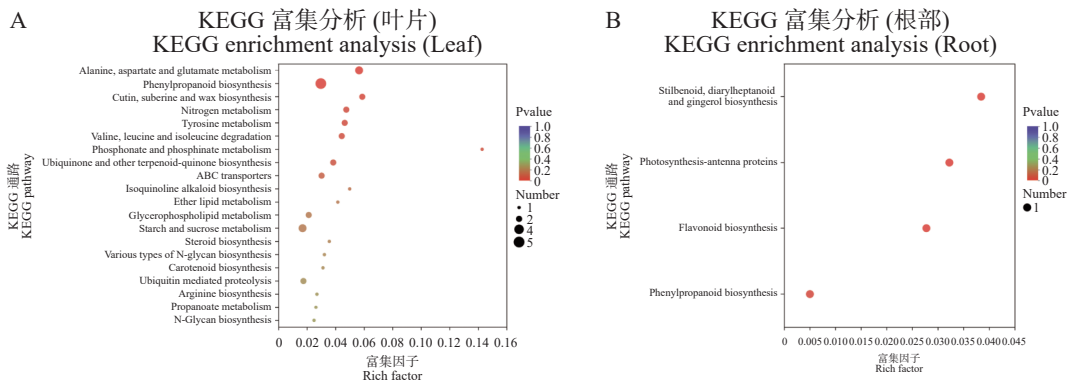 A
KEGG 富集分析 (叶片)
KEGG enrichment analysis (Leaf)
KEGG 通路
KEGG pathway
Alanine, aspartate and glutamate metabolism
Phenylpropanoid biosynthesis
Cutin, suberine and wax biosynthesis
Nitrogen metabolism
Tyrosine metabolism
Valine, leucine and isoleucine degradation
Phosphonate and phosphinate metabolism
Ubiquinone and other terpenoid-quinone biosynthesis
ABC transporters
Isoquinoline alkaloid biosynthesis
Ether lipid metabolism
Glycerophospholipid metabolism
Starch and sucrose metabolism
Steroid biosynthesis
Various types of N-glycan biosynthesis
Carotenoid biosynthesis
Ubiquitin mediated proteolysis
Arginine biosynthesis
Propanoate metabolism
N-Glycan biosynthesis
0 0.02 0.04 0.06 0.08 0.10 0.12 0.14 0.16
富集因子
Rich factor
Pvalue
1.0
0.8
0.6
0.4
0.2
0
Number
1
2
4
5
B
KEGG 富集分析 (根部)
KEGG enrichment analysis (Root)
KEGG 通路
KEGG pathway
Stilbenoid, diarylheptanoid
and gingerol biosynthesis
Photosynthesis-antenna proteins
Flavonoid biosynthesis
Phenylpropanoid biosynthesis
0 0.005 0.010 0.015 0.020 0.025 0.030 0.035 0.040 0.045
富集因子
Rich factor
Pvalue
1.0
0.8
0.6
0.4
0.2
0
Number
1